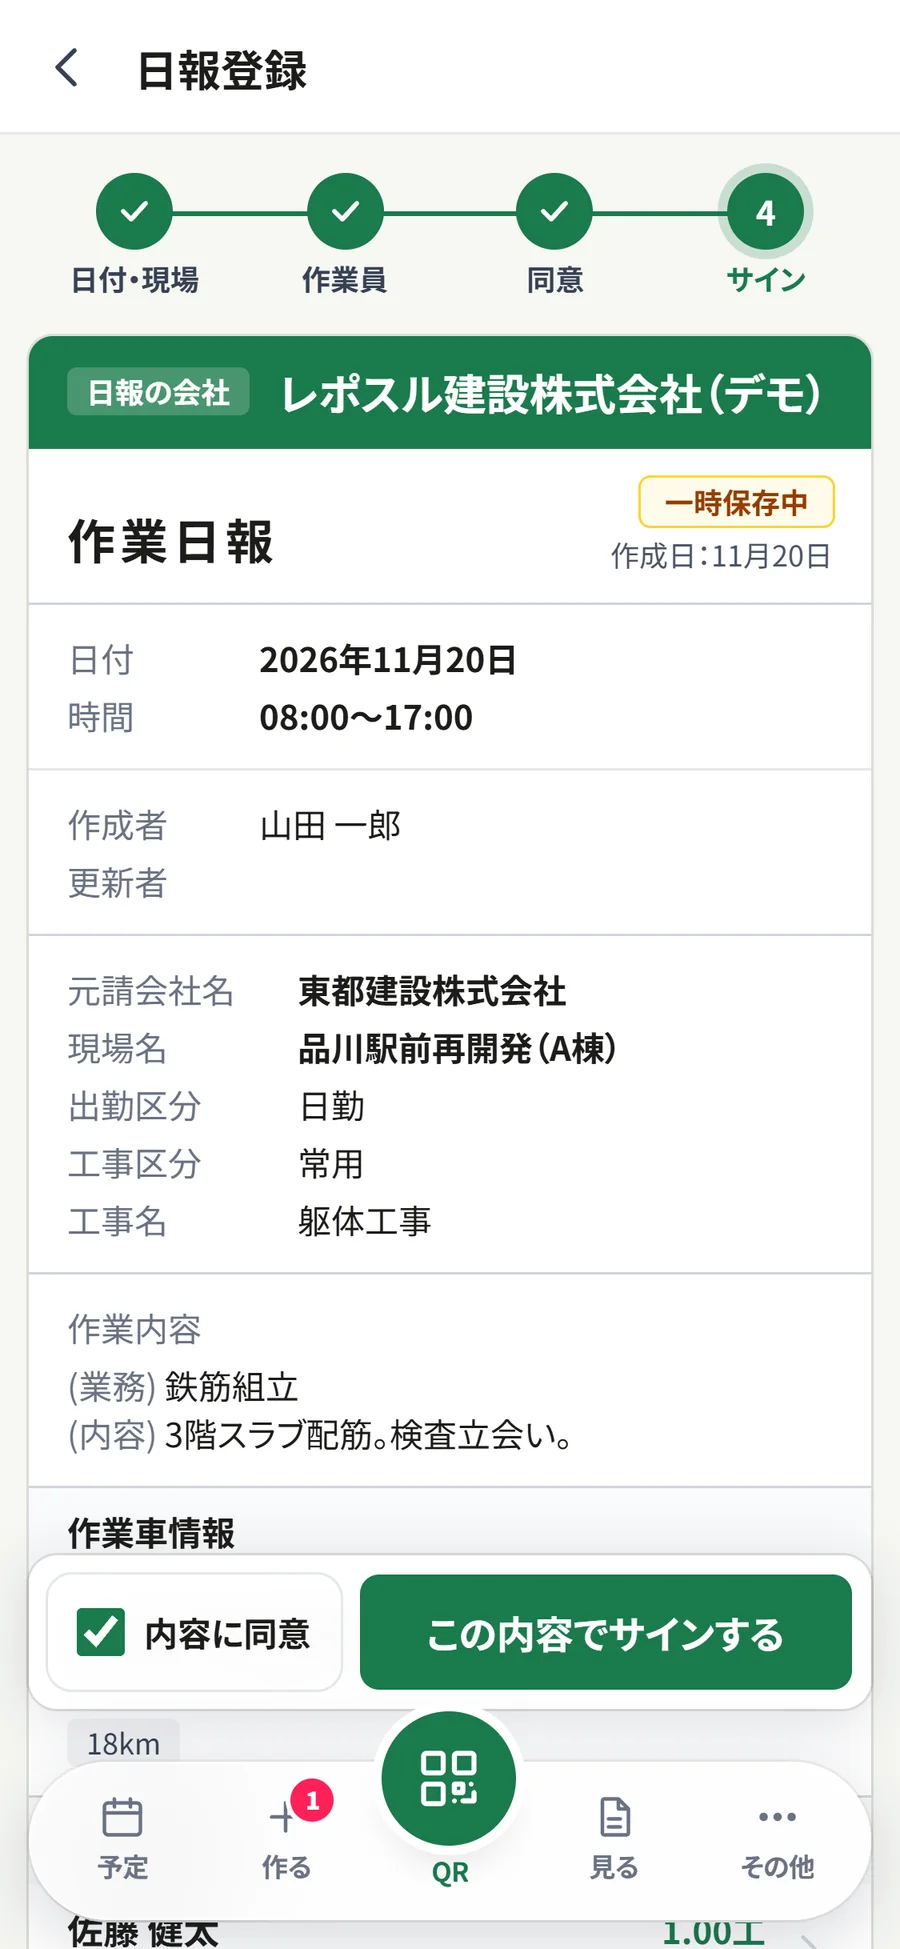 日報登録
4
日付・現場 作業員 同意 サイン
日報の会社 レポスル建設株式会社（デモ）
一時保存中
作業日報
作成日：11月20日
日付 2026年11月20日
時間 08:00〜17:00
作成者 山田 一郎
更新者
元請会社名 東都建設株式会社
現場名 品川駅前再開発（A棟）
出勤区分 日勤
工事区分 常用
工事名 躯体工事
作業内容
(業務) 鉄筋組立
(内容) 3階スラブ配筋。検査立会い。
作業車情報
内容に同意 この内容でサインする
18km
1
予定 作る QR 見る その他
佐藤 健太 1.00工